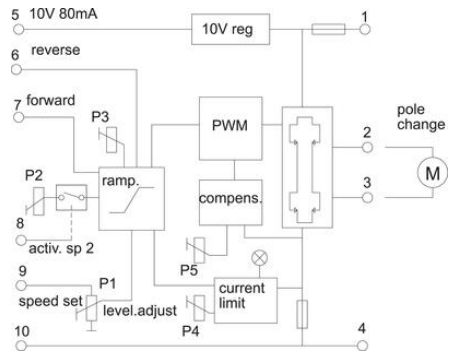 5 10V 80mA
10V reg
1
6
reverse
7 forward
P3
PWM
pole
change
2
M
3
ramp.
P2
compens.
8
activ. sp 2
P5
9
P1
speed set
level.adjust
P4
current
limit
10
4